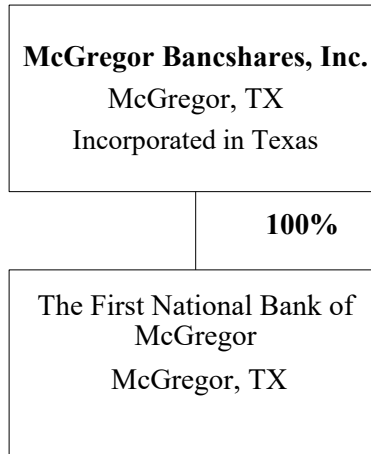 McGregor Bancshares, Inc.
McGregor, TX
Incorporated in Texas
100%
The First National Bank of
McGregor
McGregor, TX